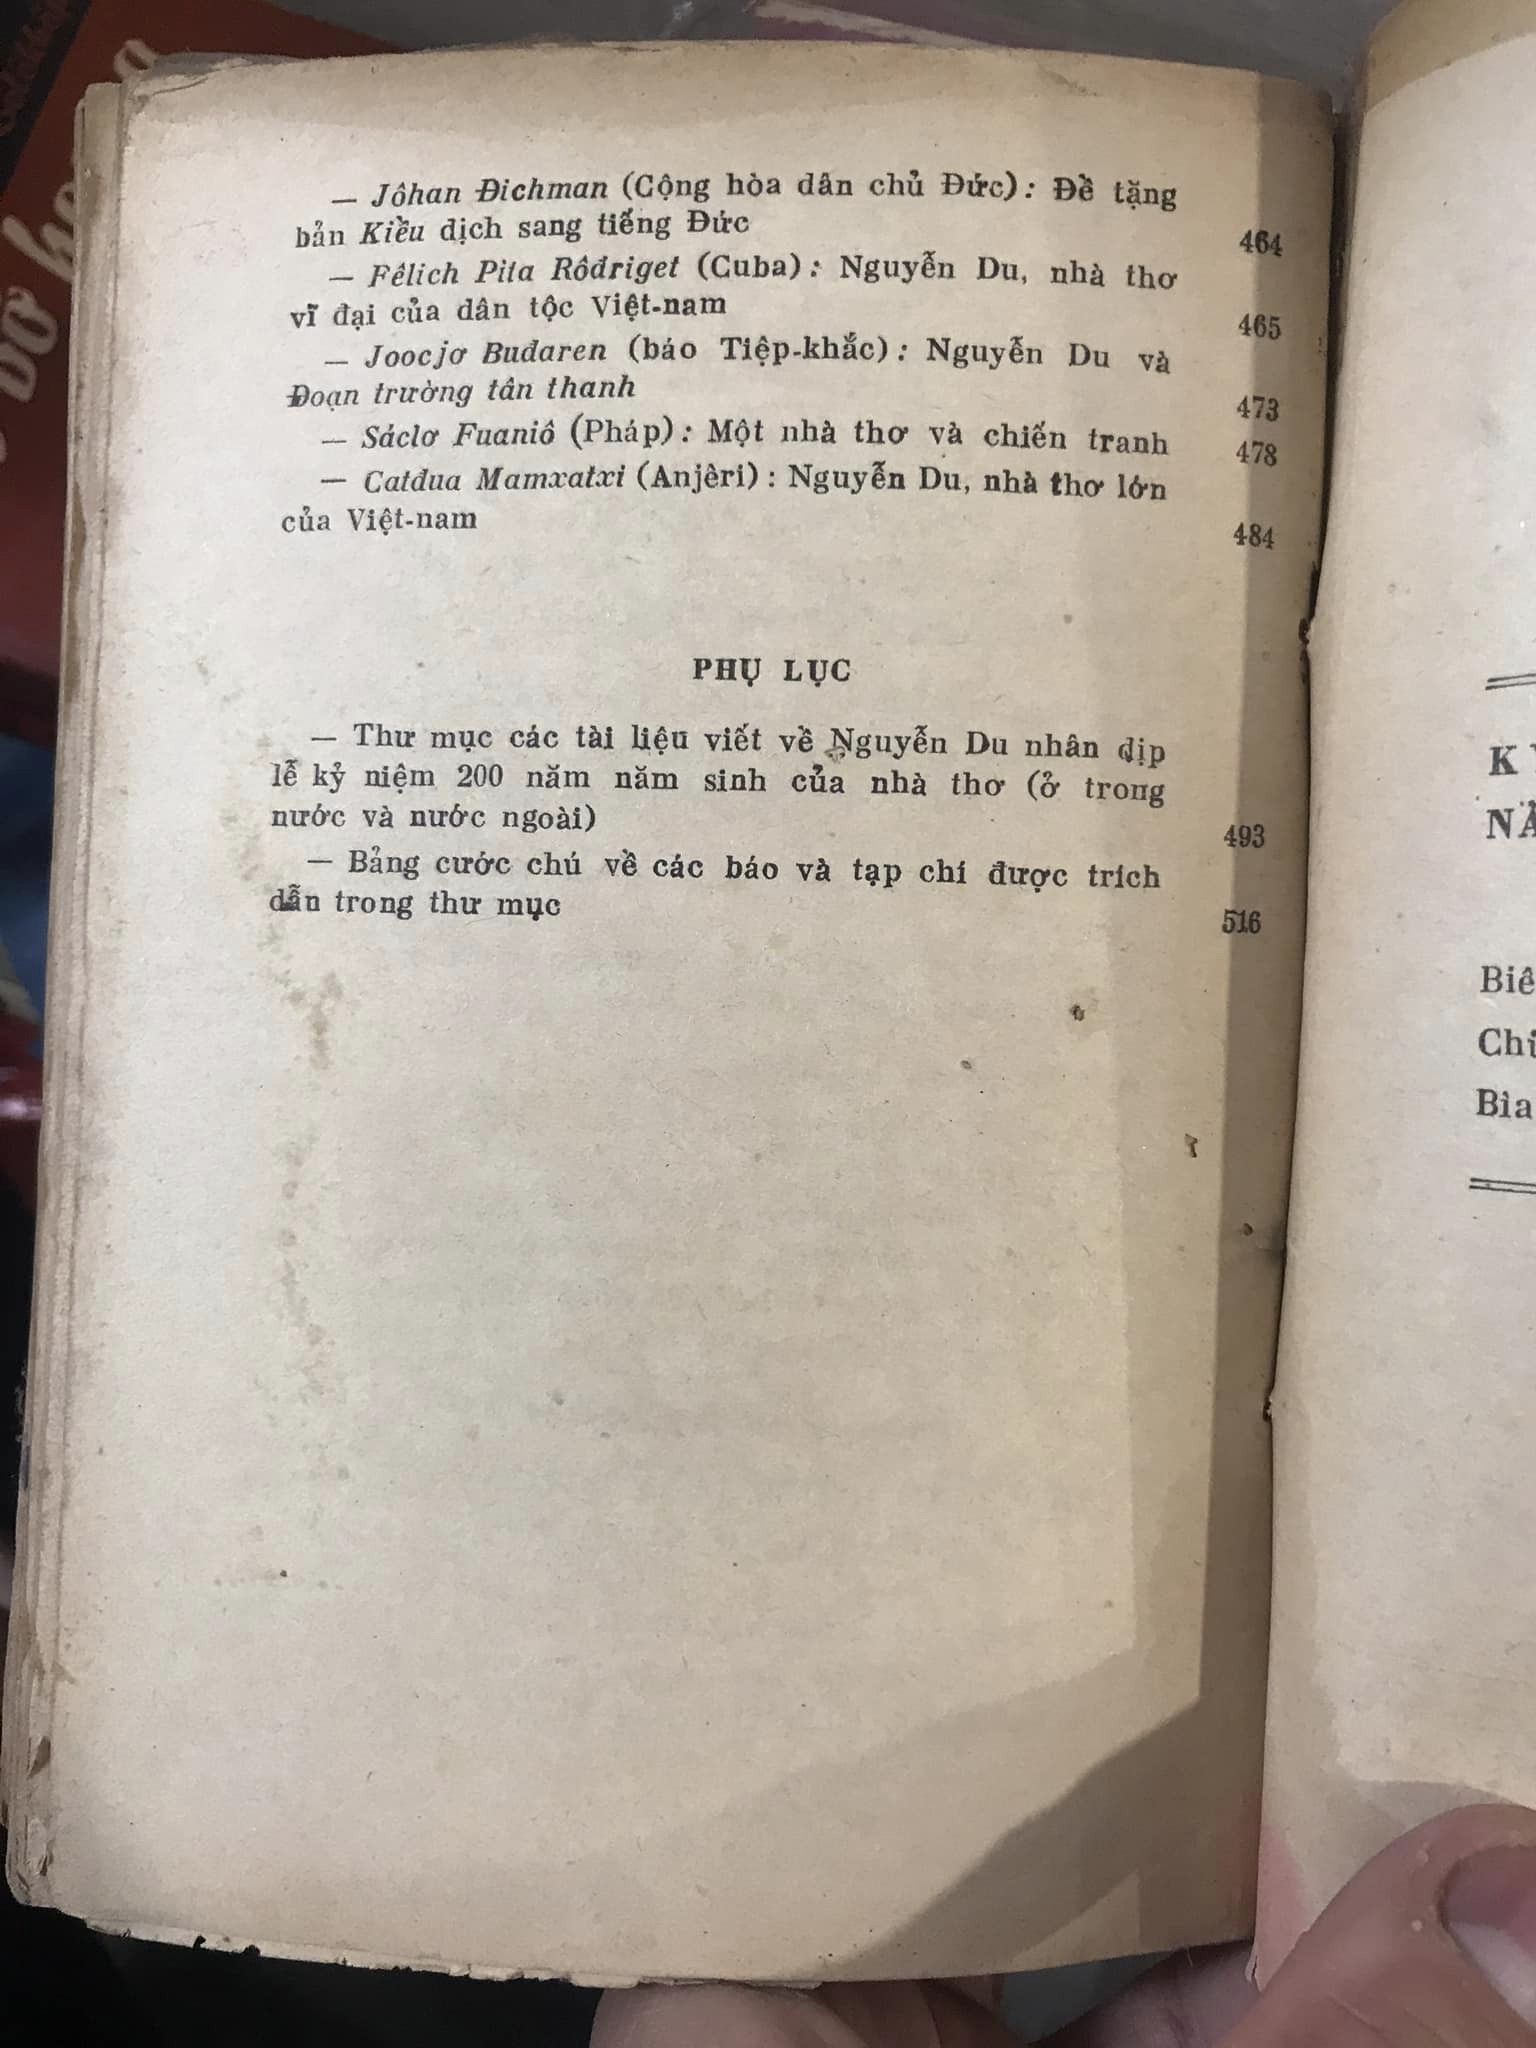 — Jôhan Đichman (Cộng hòa dân chủ Đức): Đề tặng
bản Kiều dịch sang tiếng Đức 464
— Fêlich Pita Rôđriget (Cuba): Nguyễn Du, nhà thơ
vĩ đại của dân tộc Việt-nam 465
— Joocjơ Buđaren (báo Tiệp-khắc): Nguyễn Du và
Đoạn trường tân thanh 473
— Sáclơ Fuaniô (Pháp): Một nhà thơ và chiến tranh 478
— Catđua Mamxatxi (Anjêri): Nguyễn Du, nhà thơ lớn
của Việt-nam 484
PHỤ LỤC
— Thư mục các tài liệu viết về Nguyễn Du nhân dịp
lễ kỷ niệm 200 năm năm sinh của nhà thơ (ở trong
nước và nước ngoài) 493
— Bảng cước chú về các báo và tạp chí được trích
dẫn trong thư mục 516
Biê
Bìa